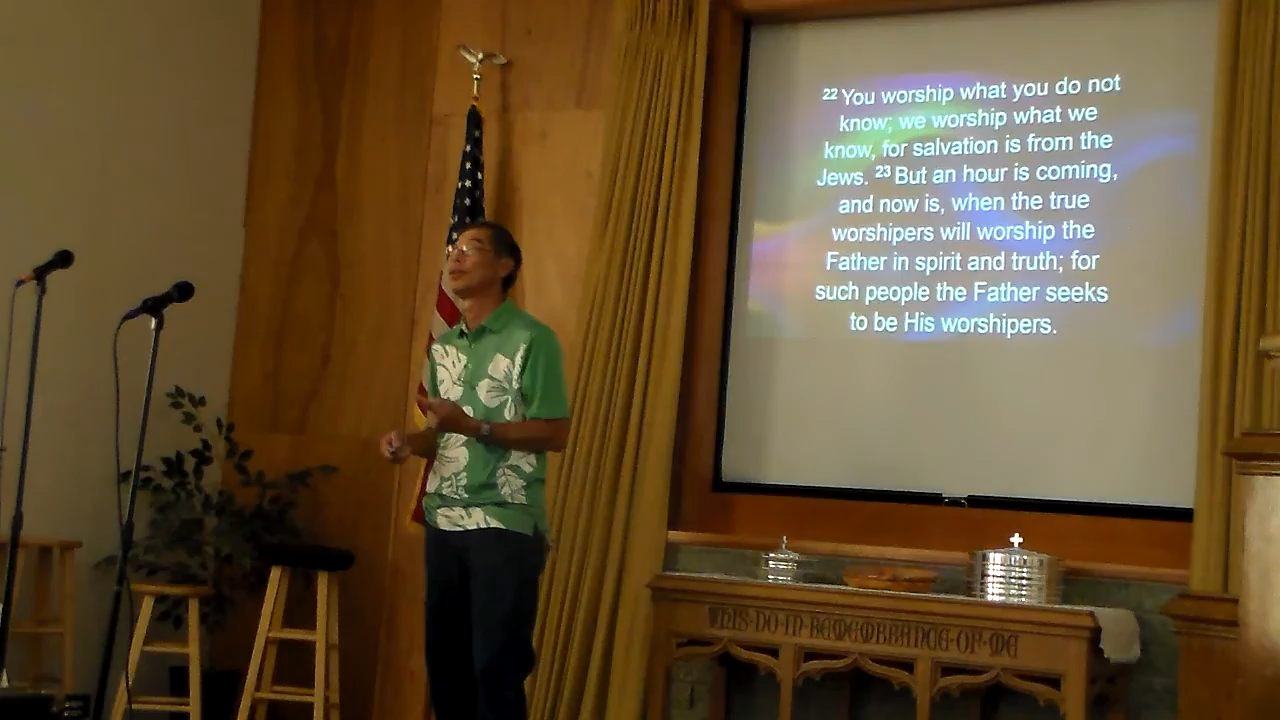 ²² You worship what you do not
know; we worship what we
know, for salvation is from the
Jews. ²³ But an hour is coming,
and now is, when the true
worshipers will worship the
Father in spirit and truth; for
such people the Father seeks
to be His worshipers.
THIS·DO·IN·REMEMBRANCE·OF·ME